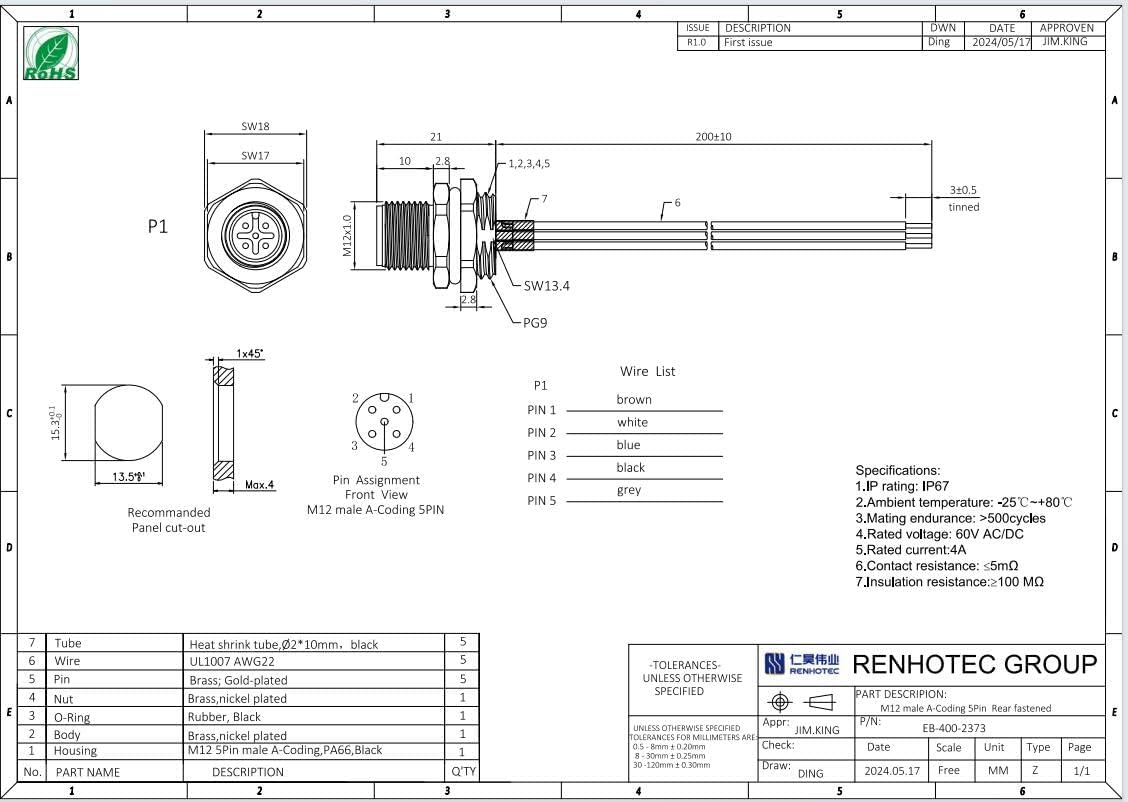 1 2 3 4 5 6
ISSUE DESCRIPTION DWN DATE APPROVEN
R1.0 First issue Ding 2024/05/17 JIM.KING
RoHS
A A
SW18
SW17
21
200±10
10 2.8
1,2,3,4,5
7
6
3±0.5
tinned
P1
M12x1.0
B B
SW13.4
2.8
PG9
1x45°
15.3+0.1 -0
13.5
Max.4
Recommanded
Panel cut-out
2 1
3 4
5
Pin Assignment
Front View
M12 male A-Coding 5PIN
Wire List
P1
brown
PIN 1
white
PIN 2
blue
PIN 3
black
PIN 4
grey
PIN 5
C C
Specifications:
1.IP rating: IP67
2.Ambient temperature: -25℃~+80℃
3.Mating endurance: >500cycles
4.Rated voltage: 60V AC/DC
5.Rated current:4A
6.Contact resistance: ≤5mΩ
7.Insulation resistance:≥100 MΩ
D D
7 Tube Heat shrink tube,Ø2*10mm，black 5
6 Wire UL1007 AWG22 5
5 Pin Brass; Gold-plated 5
4 Nut Brass,nickel plated 1
3 O-Ring Rubber, Black 1
2 Body Brass,nickel plated 1
1 Housing M12 5Pin male A-Coding,PA66,Black 1
No. PART NAME DESCRIPTION Q'TY
E E
-TOLERANCES-
UNLESS OTHERWISE
SPECIFIED
UNLESS OTHERWISE SPECIFIED
TOLERANCES FOR MILLIMETERS ARE:
0.5 - 8mm ± 0.20mm
8 - 30mm ± 0.25mm
30 -120mm ± 0.30mm
仁昊伟业
RENHOTEC
RENHOTEC GROUP
PART DESCRIPION:
M12 male A-Coding 5Pin Rear fastened
Appr: JIM.KING
P/N: EB-400-2373
Check:
Date Scale Unit Type Page
Draw: DING
2024.05.17 Free MM Z 1/1
1 2 3 4 5 6